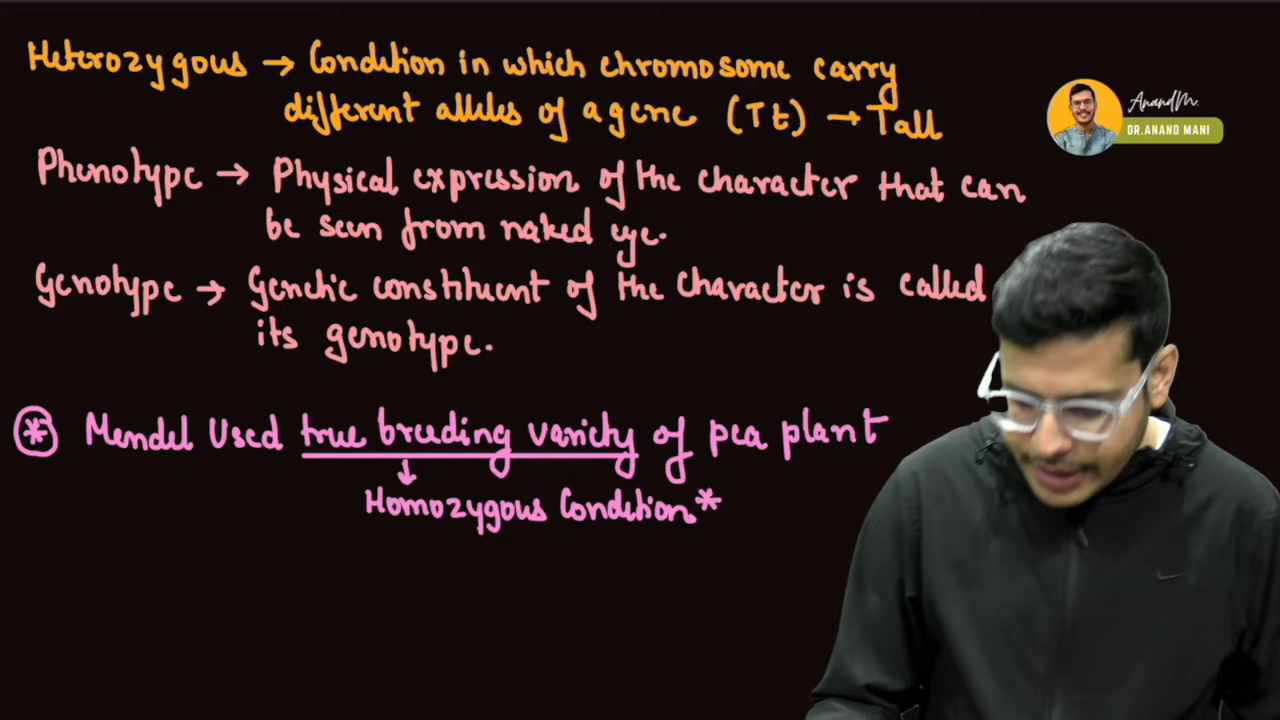 Heterozygous → Condition in which chromosome carry
different alleles of a gene (Tt) → Tall
Phenotype → Physical expression of the character that can
be seen from naked eye.
Genotype → Genetic constituent of the character is called
its genotype.
* Mendel Used true breeding variety of pea plant
↓
Homozygous Condition*
AnandM.
DR.ANAND MANI